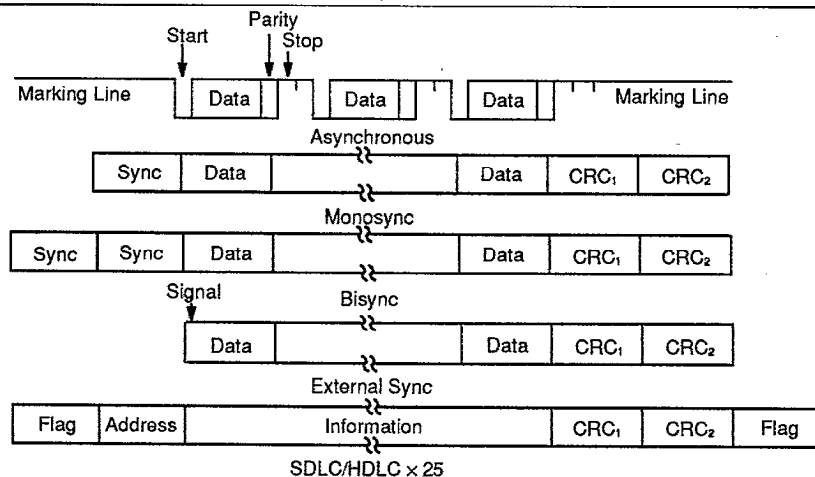 Parity
Start
Stop
Marking Line Data Data Data Marking Line
Asynchronous
Sync Data Data CRC₁ CRC₂
Monosync
Sync Sync Data Data CRC₁ CRC₂
Signal
Bisync
Data Data CRC₁ CRC₂
External Sync
Flag Address Information CRC₁ CRC₂ Flag
SDLC/HDLC × 25